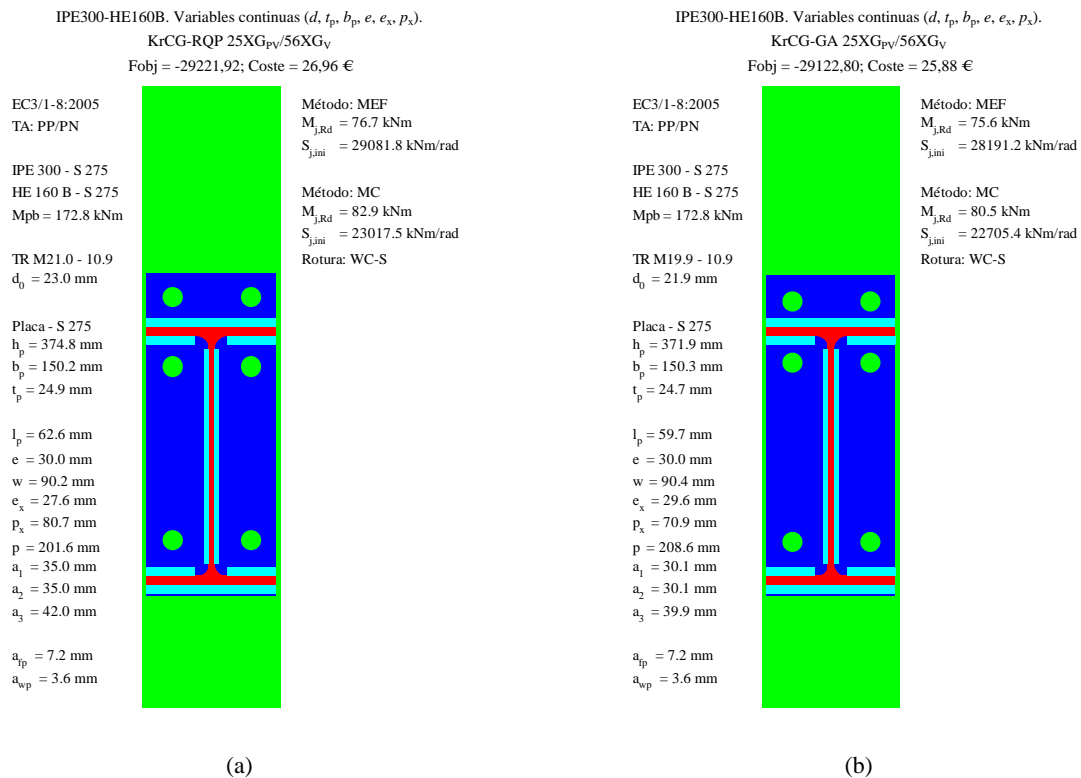 IPE300-HE160B. Variables continuas (d, tp, bp, e, ex, px).
KrCG-RQP 25XGPV/56XGV
Fobj = -29221,92; Coste = 26,96 €
EC3/1-8:2005
TA: PP/PN
IPE 300 - S 275
HE 160 B - S 275
Mpb = 172.8 kNm
TR M21.0 - 10.9
d0 = 23.0 mm
Placa - S 275
hp = 374.8 mm
bp = 150.2 mm
tp = 24.9 mm
lp = 62.6 mm
e = 30.0 mm
w = 90.2 mm
ex = 27.6 mm
px = 80.7 mm
p = 201.6 mm
a1 = 35.0 mm
a2 = 35.0 mm
a3 = 42.0 mm
afp = 7.2 mm
awp = 3.6 mm
Método: MEF
Mj,Rd = 76.7 kNm
Sj,ini = 29081.8 kNm/rad
Método: MC
Mj,Rd = 82.9 kNm
Sj,ini = 23017.5 kNm/rad
Rotura: WC-S
(a)
IPE300-HE160B. Variables continuas (d, tp, bp, e, ex, px).
KrCG-GA 25XGPV/56XGV
Fobj = -29122,80; Coste = 25,88 €
EC3/1-8:2005
TA: PP/PN
IPE 300 - S 275
HE 160 B - S 275
Mpb = 172.8 kNm
TR M19.9 - 10.9
d0 = 21.9 mm
Placa - S 275
hp = 371.9 mm
bp = 150.3 mm
tp = 24.7 mm
lp = 59.7 mm
e = 30.0 mm
w = 90.4 mm
ex = 29.6 mm
px = 70.9 mm
p = 208.6 mm
a1 = 30.1 mm
a2 = 30.1 mm
a3 = 39.9 mm
afp = 7.2 mm
awp = 3.6 mm
Método: MEF
Mj,Rd = 75.6 kNm
Sj,ini = 28191.2 kNm/rad
Método: MC
Mj,Rd = 80.5 kNm
Sj,ini = 22705.4 kNm/rad
Rotura: WC-S
(b)